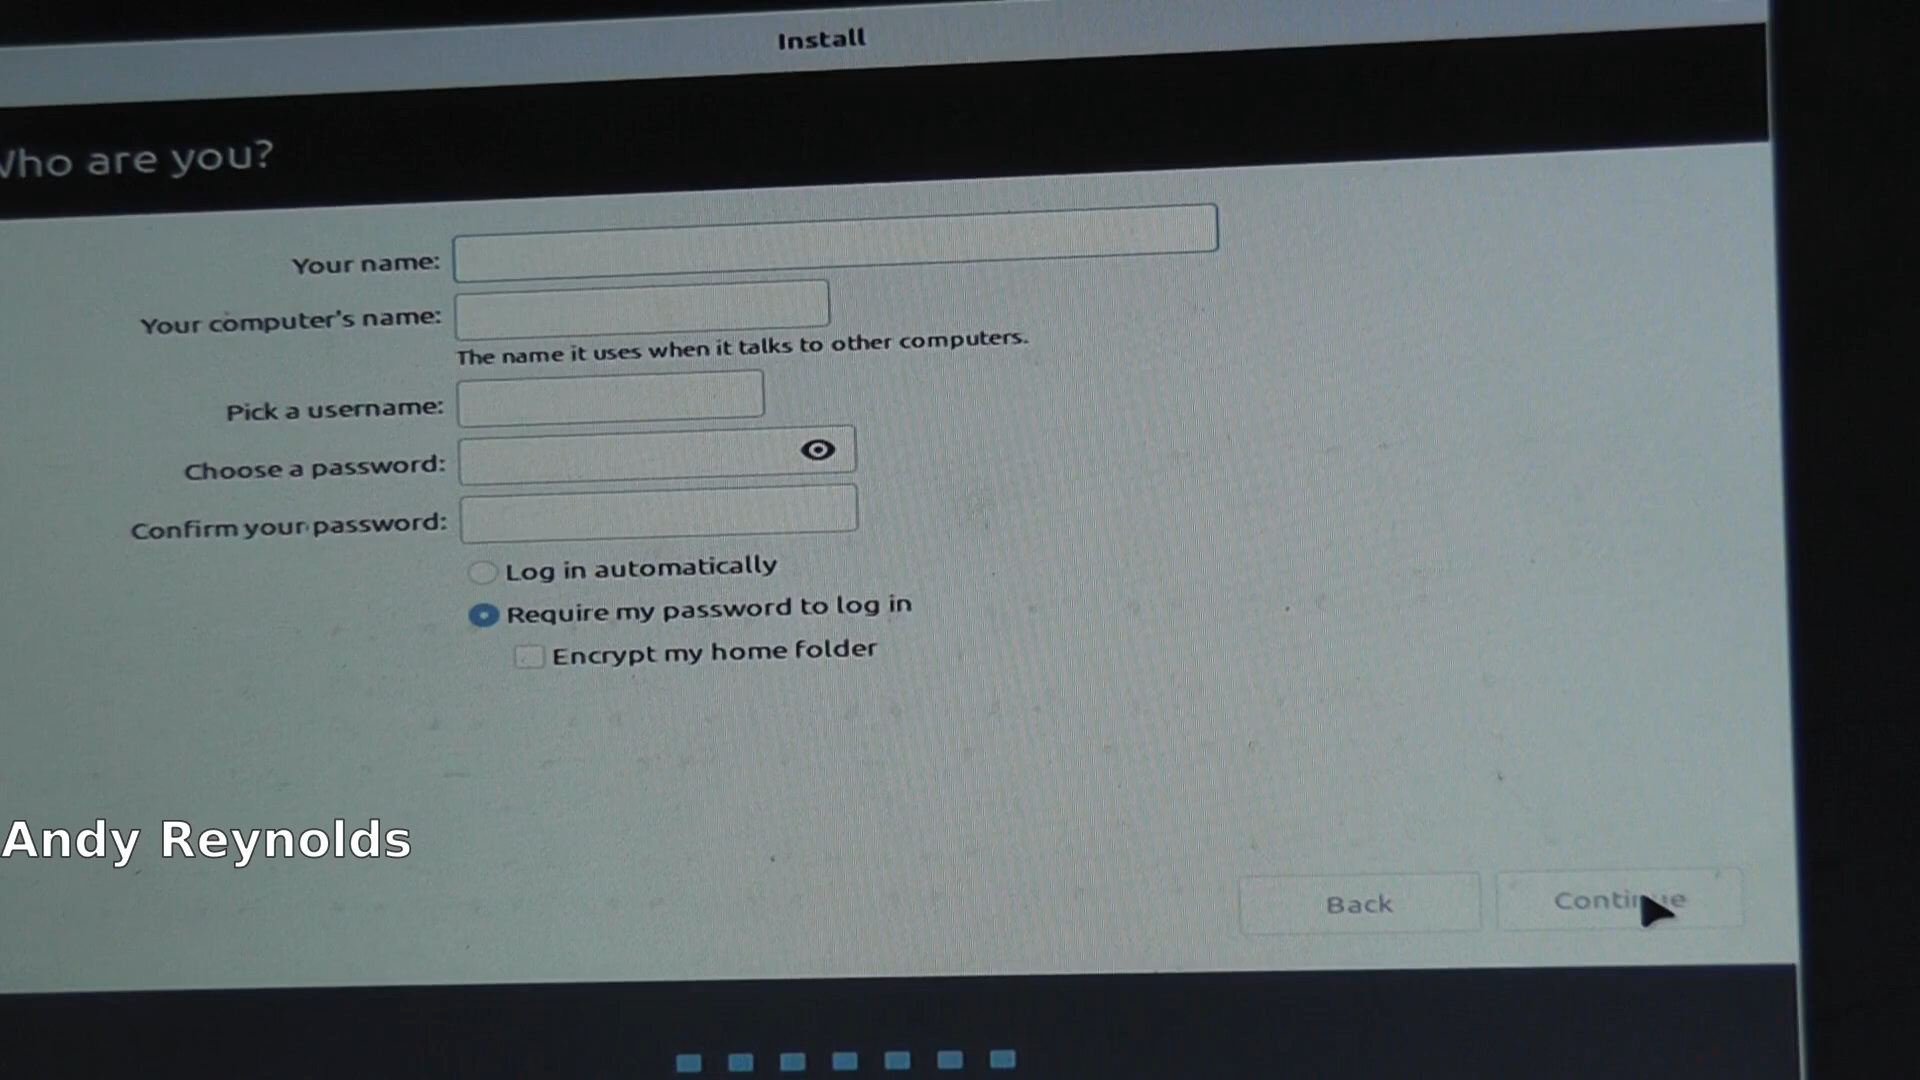 Install
Who are you?
Your name:
Your computer's name:
The name it uses when it talks to other computers.
Pick a username:
Choose a password:
Confirm your password:
Log in automatically
Require my password to log in
Encrypt my home folder
Andy Reynolds
Back
Continue